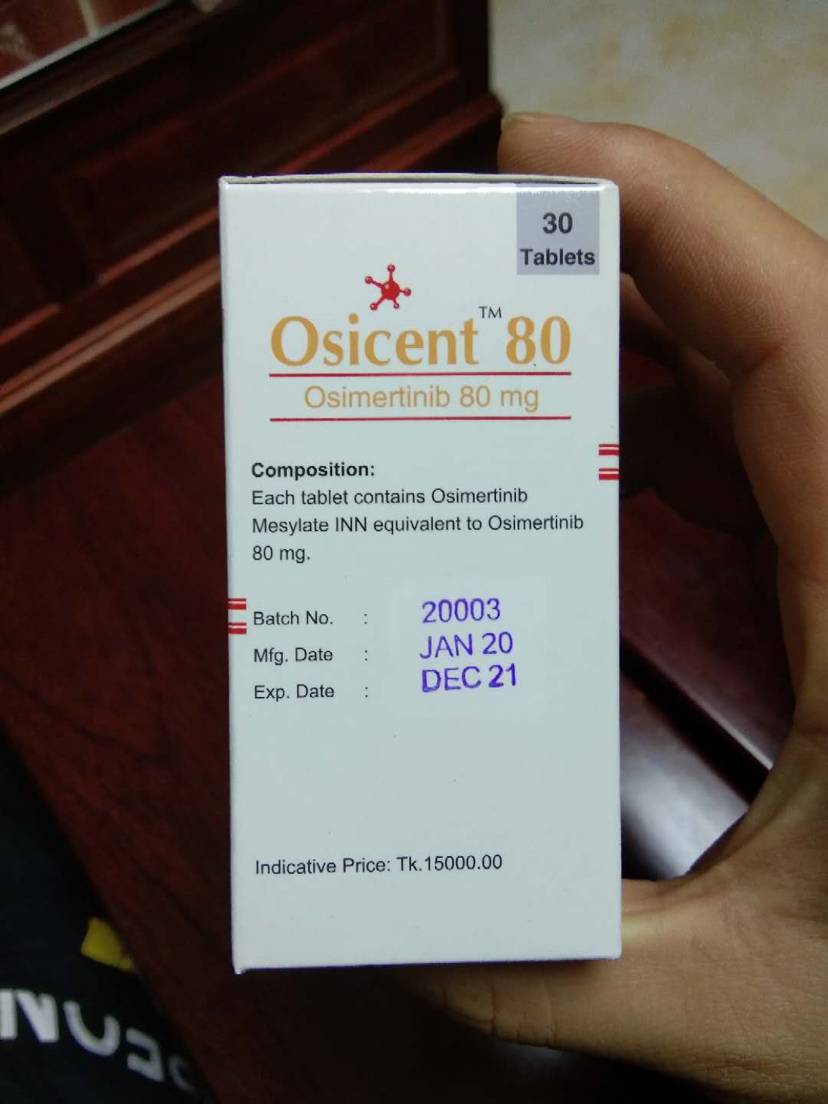 30
Tablets
Osicent™ 80
Osimertinib 80 mg
Composition:
Each tablet contains Osimertinib
Mesylate INN equivalent to Osimertinib
80 mg.
Batch No. : 20003
Mfg. Date : JAN 20
Exp. Date : DEC 21
Indicative Price: Tk.15000.00